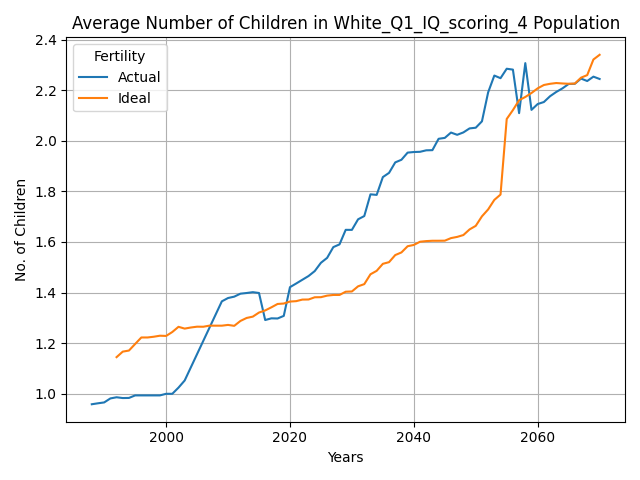 Average Number of Children in White_Q1_IQ_scoring_4 Population
Fertility
Actual
Ideal
2.4
2.2
2.0
1.8
1.6
1.4
1.2
1.0
No. of Children
2000
2020
2040
2060
Years